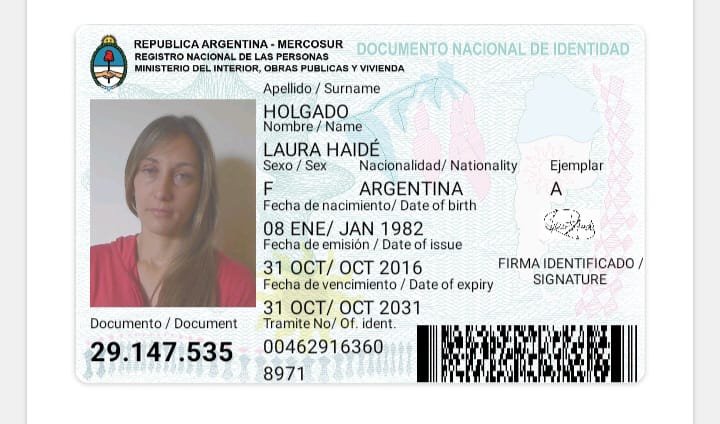 REPUBLICA ARGENTINA - MERCOSUR
REGISTRO NACIONAL DE LAS PERSONAS
MINISTERIO DEL INTERIOR, OBRAS PUBLICAS Y VIVIENDA
DOCUMENTO NACIONAL DE IDENTIDAD
Apellido / Surname
HOLGADO
Nombre / Name
LAURA HAIDÉ
Sexo / Sex Nacionalidad/ Nationality Ejemplar
F ARGENTINA A
Fecha de nacimiento/ Date of birth
08 ENE/ JAN 1982
Fecha de emisión / Date of issue
31 OCT/ OCT 2016
FIRMA IDENTIFICADO /
SIGNATURE
Fecha de vencimiento / Date of expiry
31 OCT/ OCT 2031
Documento / Document
29.147.535
Tramite No/ Of. ident.
00462916360
8971